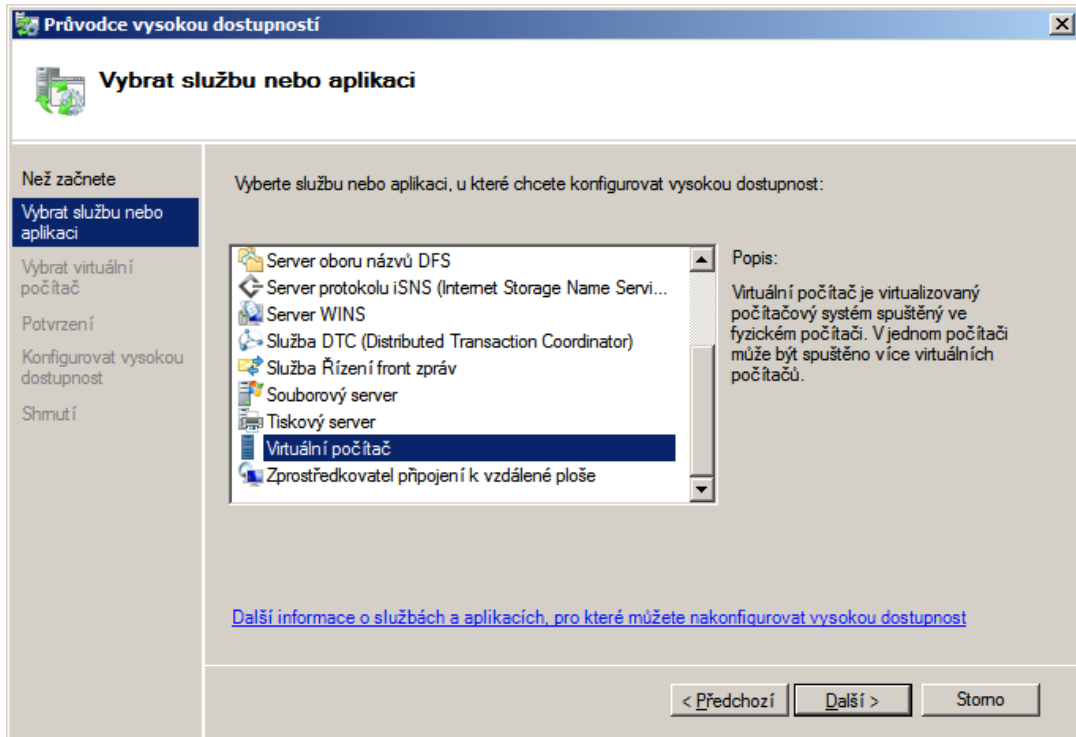 Průvodce vysokou dostupností
Vybrat službu nebo aplikaci
Než začnete
Vybrat službu nebo
aplikaci
Vybrat virtuální
počítač
Potvrzení
Konfigurovat vysokou
dostupnost
Shrnutí
Vyberte službu nebo aplikaci, u které chcete konfigurovat vysokou dostupnost:
Server oboru názvů DFS
Server protokolu iSNS (Internet Storage Name Servi...
Server WINS
Služba DTC (Distributed Transaction Coordinator)
Služba Řízení front zpráv
Souborový server
Tiskový server
Virtuální počítač
Zprostředkovatel připojení k vzdálené ploše
Popis:
Virtuální počítač je virtualizovaný
počítačový systém spuštěný ve
fyzickém počítači. V jednom počítači
může být spuštěno více virtuálních
počítačů.
Další informace o službách a aplikacích, pro které můžete nakonfigurovat vysokou dostupnost
< Předchozí
Další >
Storno